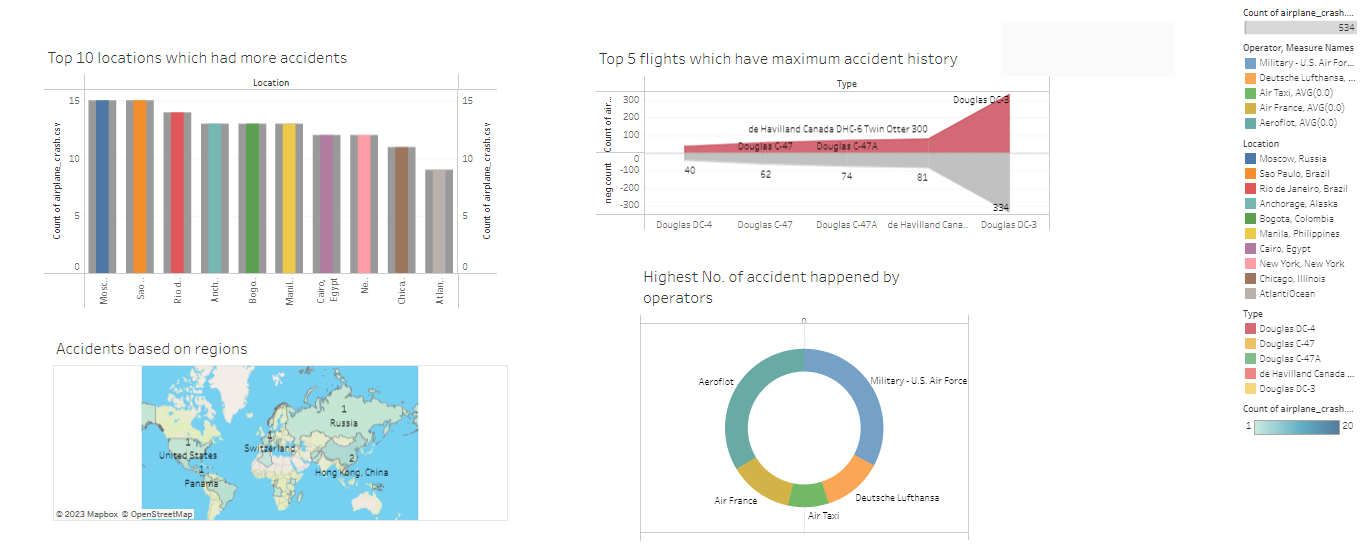 Top 10 locations which had more accidents
Location
Count of airplane_crash.csv
15
10
5
0
15
10
5
0
Count of airplane_crash.csv
Mosc..
Sao..
Rio d..
Anch..
Bogo..
Manil..
Cairo,
Egypt
Ne..
Chica..
Atlan..
Top 5 flights which have maximum accident history
Type
Count of air...
300
200
100
0
neg count
-100
-200
-300
Douglas DC-3
de Havilland Canada DHC-6 Twin Otter 300
Douglas C-47
Douglas C-47A
40
62
74
81
334
Douglas DC-4
Douglas C-47
Douglas C-47A
de Havilland Cana..
Douglas DC-3
Accidents based on regions
1
Russia
1
United States
1
Switzerland
2
Hong Kong, China
1
Panama
© 2023 Mapbox © OpenStreetMap
Highest No. of accident happened by
operators
0
Aeroflot
Military - U.S. Air Force
Air France
Deutsche Lufthansa
Air Taxi
Count of airplane_crash....
534
Operator, Measure Names
Military - U.S. Air For...
Deutsche Lufthansa, ...
Air Taxi, AVG(0.0)
Air France, AVG(0.0)
Aeroflot, AVG(0.0)
Location
Moscow, Russia
Sao Paulo, Brazil
Rio de Janeiro, Brazil
Anchorage, Alaska
Bogota, Colombia
Manila, Philippines
Cairo, Egypt
New York, New York
Chicago, Illinois
AtlantiOcean
Type
Douglas DC-4
Douglas C-47
Douglas C-47A
de Havilland Canada ...
Douglas DC-3
Count of airplane_crash....
1
20